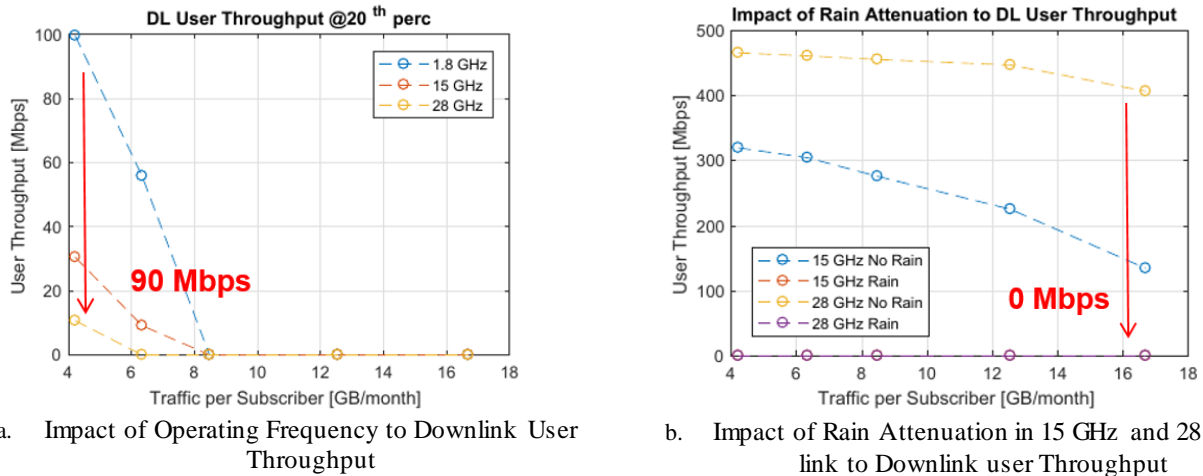 DL User Throughput @20 th perc
100
80
60
40
20
0
4
6
8
10
12
14
16
18
User Throughput [Mbps]
Traffic per Subscriber [GB/month]
1.8 GHz
15 GHz
28 GHz
90 Mbps
a. Impact of Operating Frequency to Downlink User
Throughput
Impact of Rain Attenuation to DL User Throughput
500
400
300
200
100
0
4
6
8
10
12
14
16
18
User Throughput [Mbps]
Traffic per Subscriber [GB/month]
15 GHz No Rain
15 GHz Rain
28 GHz No Rain
28 GHz Rain
0 Mbps
b. Impact of Rain Attenuation in 15 GHz and 28
link to Downlink user Throughput